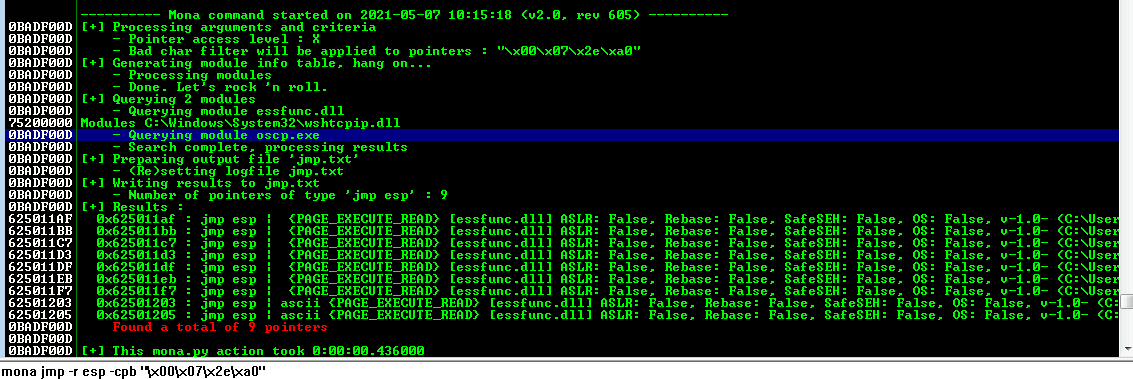 ---------- Mona command started on 2021-05-07 10:15:18 (v2.0, rev 605) ----------
0BADF00D [+] Processing arguments and criteria
0BADF00D - Pointer access level : X
0BADF00D - Bad char filter will be applied to pointers : "\x00\x07\x2e\xa0"
0BADF00D [+] Generating module info table, hang on...
0BADF00D - Processing modules
0BADF00D - Done. Let's rock 'n roll.
0BADF00D [+] Querying 2 modules
0BADF00D - Querying module essfunc.dll
75200000 Modules C:\Windows\System32\wshtcpip.dll
0BADF00D - Querying module oscp.exe
0BADF00D - Search complete, processing results
0BADF00D [+] Preparing output file 'jmp.txt'
0BADF00D - (Re)setting logfile jmp.txt
0BADF00D [+] Writing results to jmp.txt
0BADF00D - Number of pointers of type 'jmp esp' : 9
0BADF00D [+] Results :
625011AF 0x625011af : jmp esp | {PAGE_EXECUTE_READ} [essfunc.dll] ASLR: False, Rebase: False, SafeSEH: False, OS: False, v-1.0- (C:\User
625011BB 0x625011bb : jmp esp | {PAGE_EXECUTE_READ} [essfunc.dll] ASLR: False, Rebase: False, SafeSEH: False, OS: False, v-1.0- (C:\User
625011C7 0x625011c7 : jmp esp | {PAGE_EXECUTE_READ} [essfunc.dll] ASLR: False, Rebase: False, SafeSEH: False, OS: False, v-1.0- (C:\User
625011D3 0x625011d3 : jmp esp | {PAGE_EXECUTE_READ} [essfunc.dll] ASLR: False, Rebase: False, SafeSEH: False, OS: False, v-1.0- (C:\User
625011DF 0x625011df : jmp esp | {PAGE_EXECUTE_READ} [essfunc.dll] ASLR: False, Rebase: False, SafeSEH: False, OS: False, v-1.0- (C:\User
625011EB 0x625011eb : jmp esp | {PAGE_EXECUTE_READ} [essfunc.dll] ASLR: False, Rebase: False, SafeSEH: False, OS: False, v-1.0- (C:\User
625011F7 0x625011f7 : jmp esp | {PAGE_EXECUTE_READ} [essfunc.dll] ASLR: False, Rebase: False, SafeSEH: False, OS: False, v-1.0- (C:\User
62501203 0x62501203 : jmp esp | ascii {PAGE_EXECUTE_READ} [essfunc.dll] ASLR: False, Rebase: False, SafeSEH: False, OS: False, v-1.0- (C:
62501205 0x62501205 : jmp esp | ascii {PAGE_EXECUTE_READ} [essfunc.dll] ASLR: False, Rebase: False, SafeSEH: False, OS: False, v-1.0- (C:
0BADF00D Found a total of 9 pointers
0BADF00D
0BADF00D [+] This mona.py action took 0:00:00.436000
mona jmp -r esp -cpb "\x00\x07\x2e\xa0"